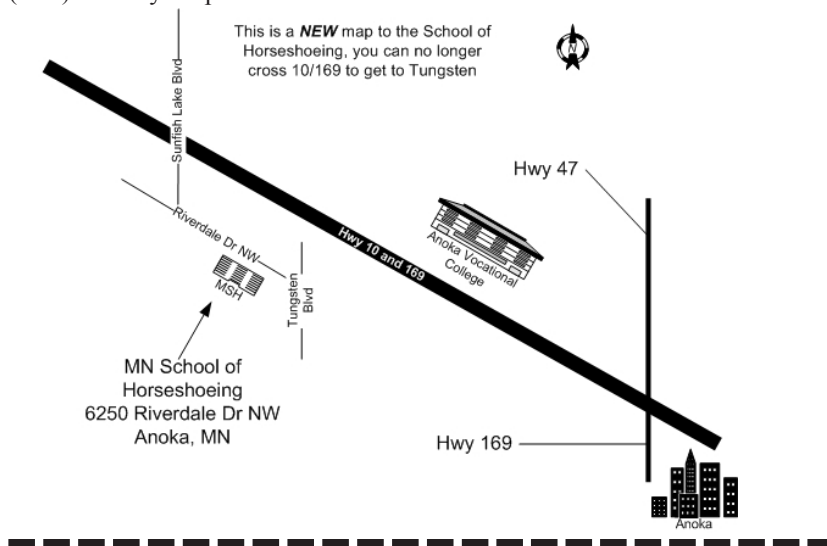 This is a NEW map to the School of
Horseshoeing, you can no longer
cross 10/169 to get to Tungsten
N
Sunfish Lake Blvd
Hwy 47
Riverdale Dr NW
Hwy 10 and 169
Anoka Vocational
College
MSH
Tungsten
Blvd
MN School of
Horseshoeing
6250 Riverdale Dr NW
Anoka, MN
Hwy 169
Anoka